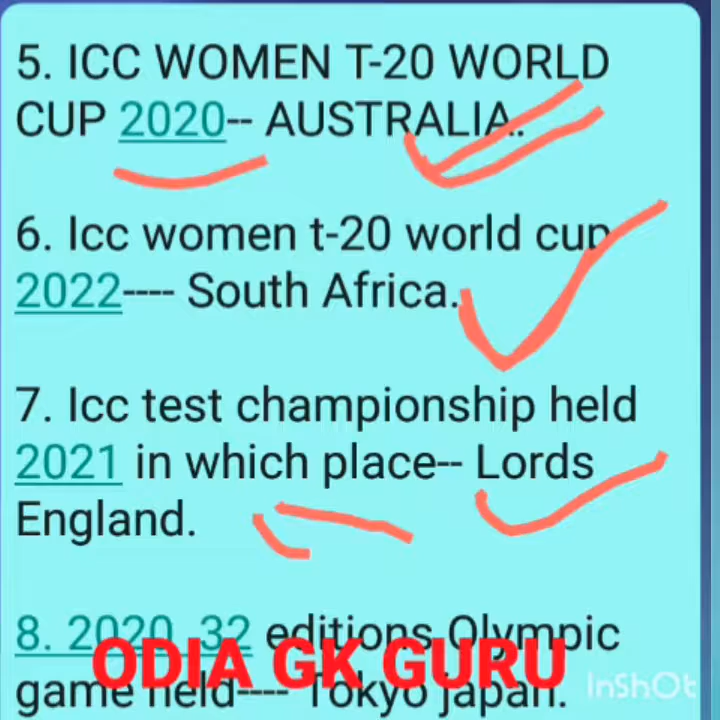 5. ICC WOMEN T-20 WORLD
CUP 2020-- AUSTRALIA.
6. Icc women t-20 world cup
2022---- South Africa.
7. Icc test championship held
2021 in which place-- Lords
England.
8. 2020 32 editions Olympic
ODIA GK GURU
game held---- Tokyo japan.
InShOt